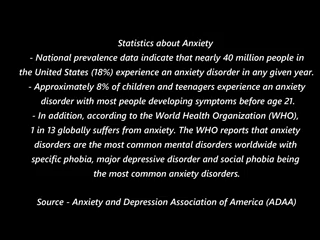 Statistics about Anxiety
- National prevalence data indicate that nearly 40 million people in
the United States (18%) experience an anxiety disorder in any given year.
- Approximately 8% of children and teenagers experience an anxiety
disorder with most people developing symptoms before age 21.
- In addition, according to the World Health Organization (WHO),
1 in 13 globally suffers from anxiety. The WHO reports that anxiety
disorders are the most common mental disorders worldwide with
specific phobia, major depressive disorder and social phobia being
the most common anxiety disorders.
Source - Anxiety and Depression Association of America (ADAA)